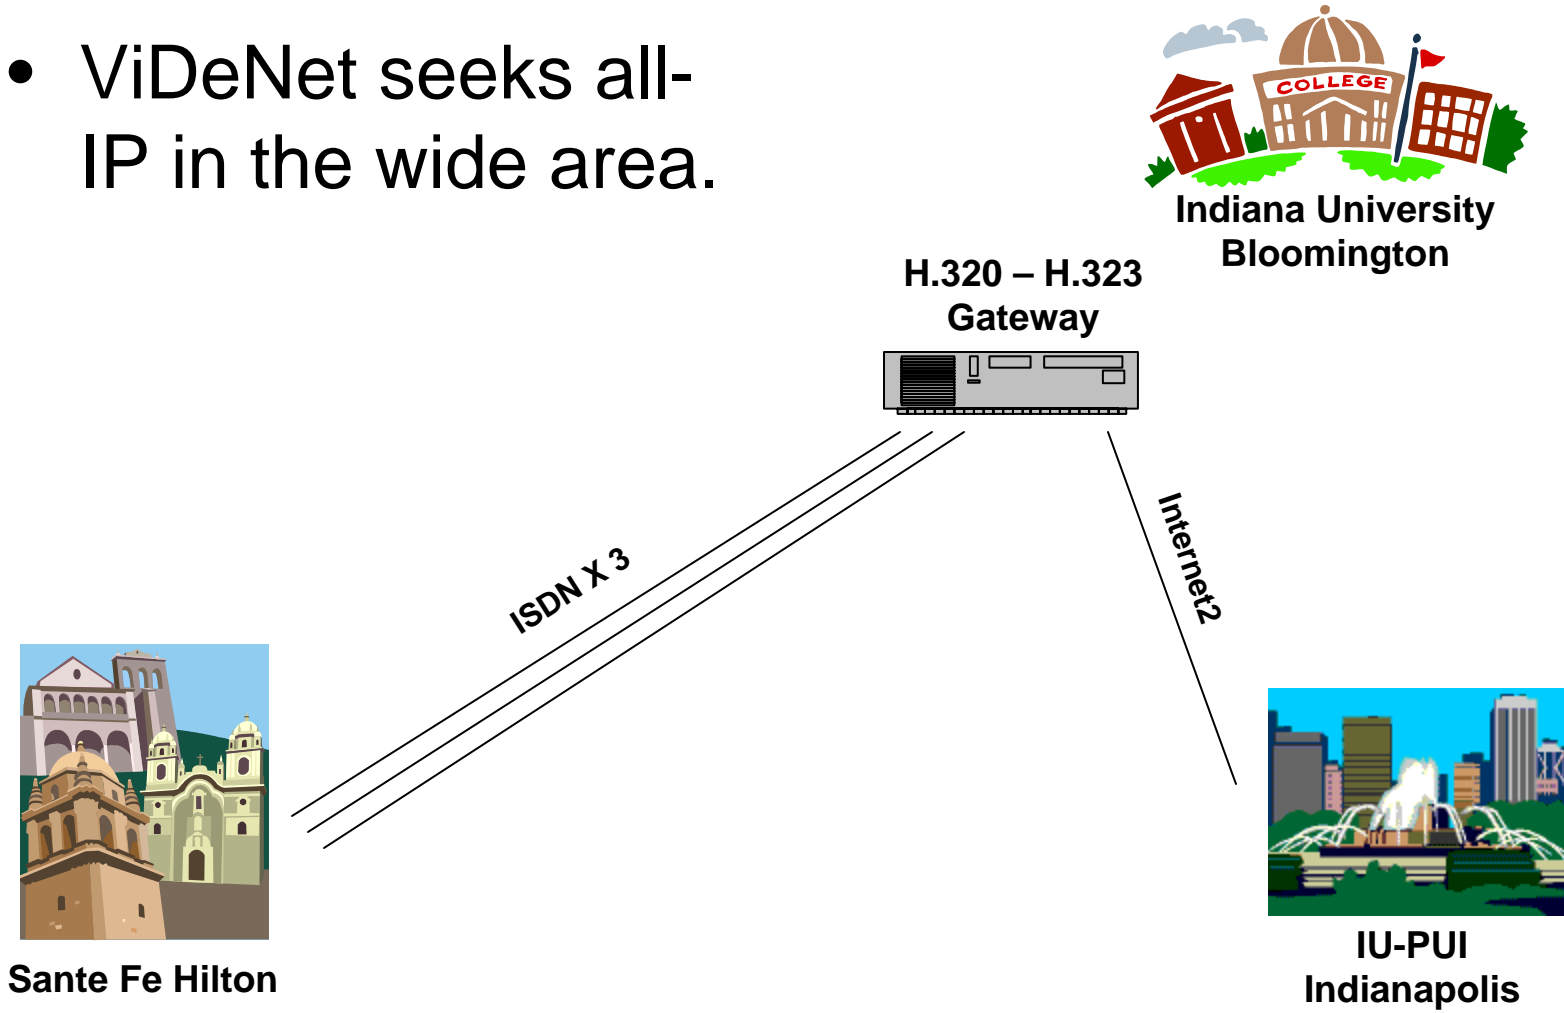 • ViDeNet seeks all-
IP in the wide area.
COLLEGE
Indiana University
Bloomington
H.320 – H.323
Gateway
ISDN X 3
Internet2
Sante Fe Hilton
IU-PUI
Indianapolis